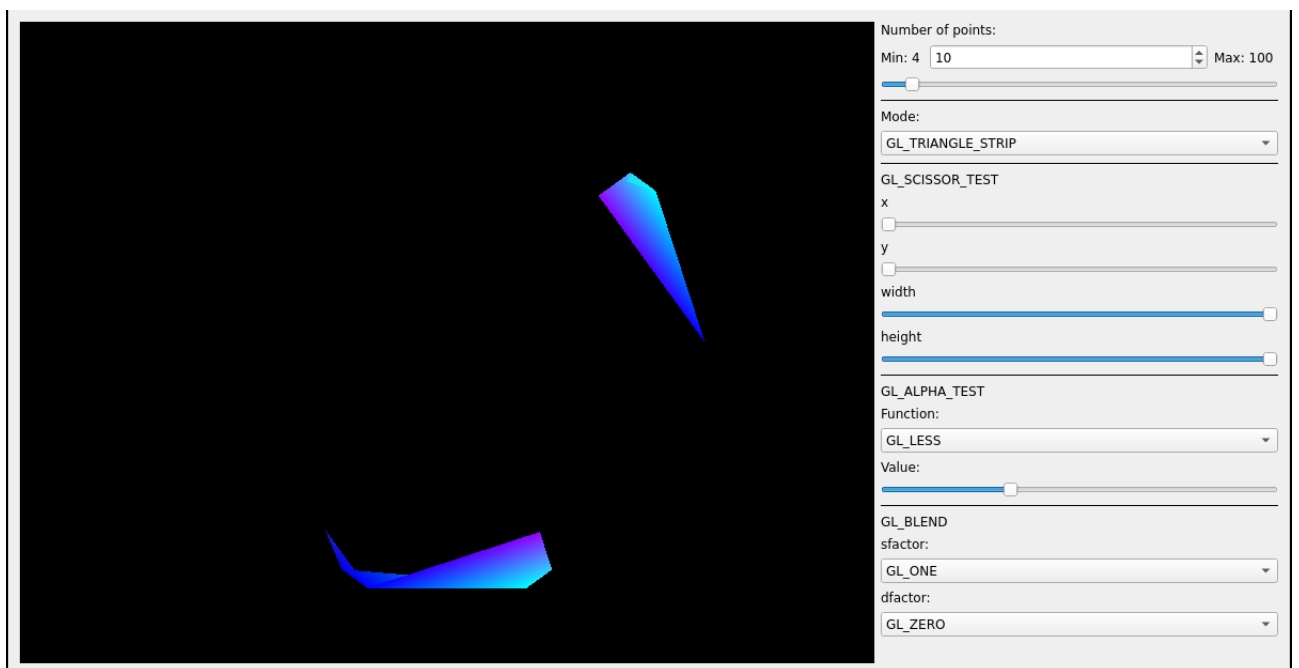 Number of points:
Min: 4 10 Max: 100
Mode:
GL_TRIANGLE_STRIP
GL_SCISSOR_TEST
x
y
width
height
GL_ALPHA_TEST
Function:
GL_LESS
Value:
GL_BLEND
sfactor:
GL_ONE
dfactor:
GL_ZERO